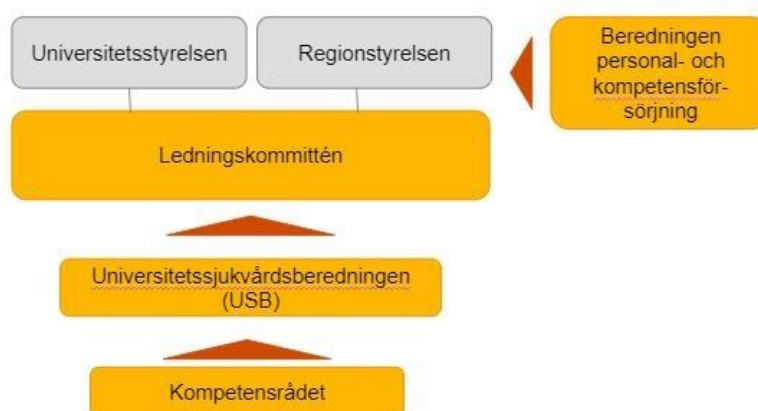 Universitetsstyrelsen
Regionstyrelsen
Beredningen
personal- och
kompetensför-
sörjning
Ledningskommittén
Universitetssjukvårdsberedningen
(USB)
Kompetensrådet